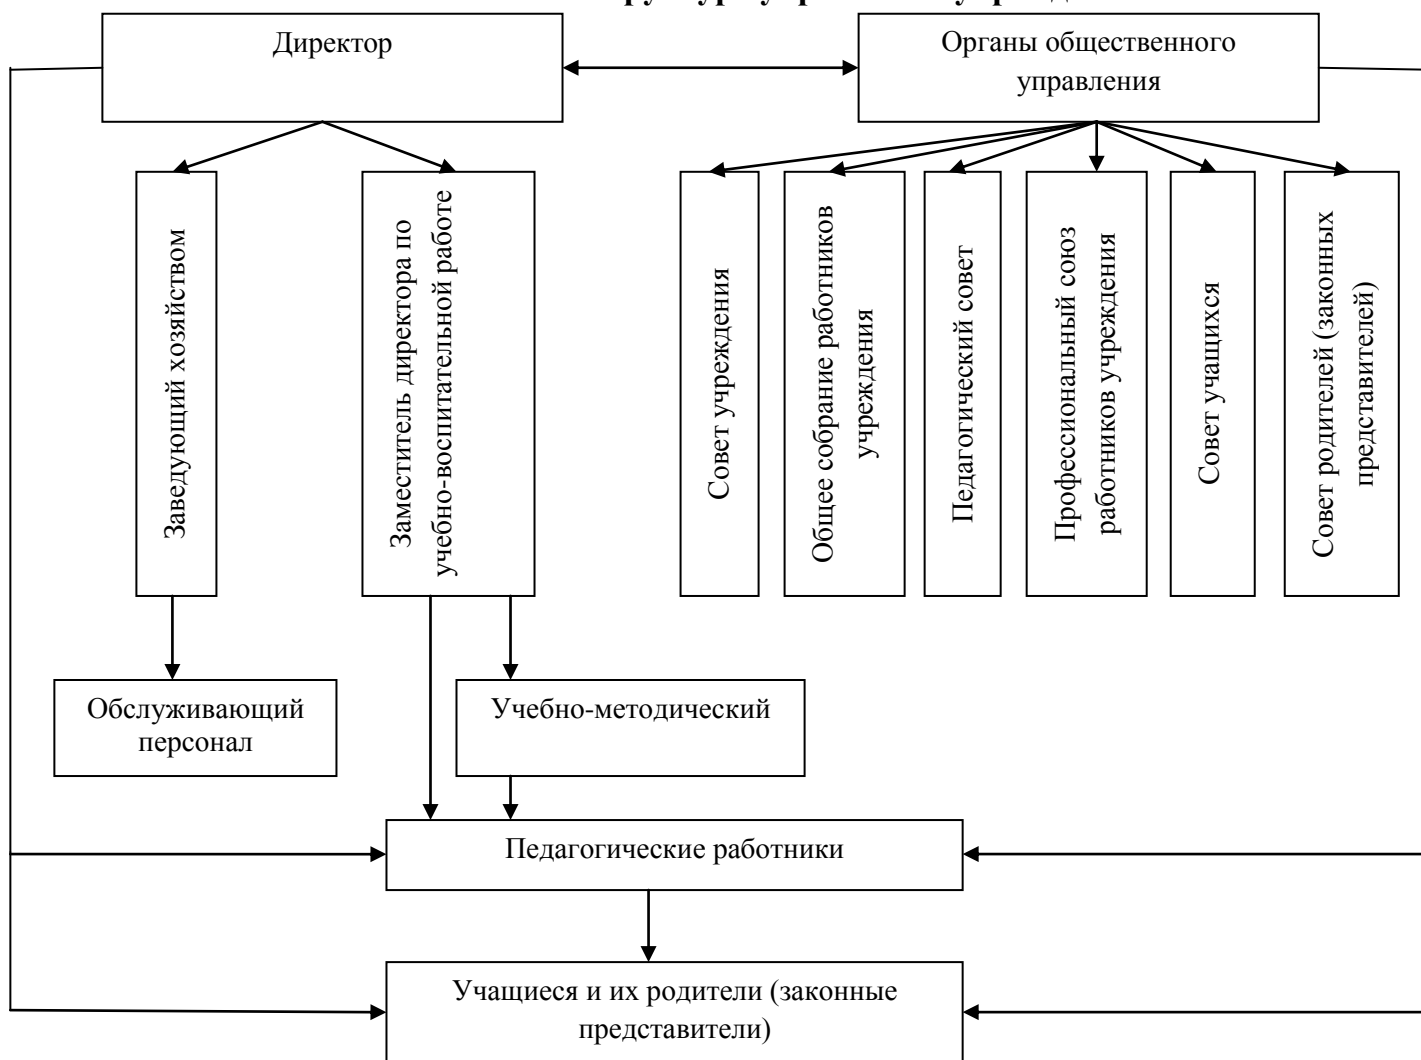 Директор
Органы общественного
управления
Заведующий хозяйством
Заместитель директора по
учебно-воспитательной работе
Совет учреждения
Общее собрание работников
учреждения
Педагогический совет
Профессиональный союз
работников учреждения
Совет учащихся
Совет родителей (законных
представителей)
Обслуживающий
персонал
Учебно-методический
Педагогические работники
Учащиеся и их родители (законные
представители)